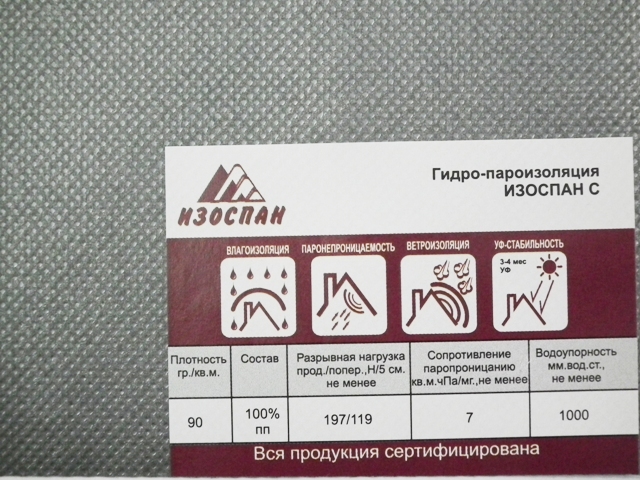 Гидро-пароизоляция
ИЗОСПАН С
ИЗОСПАН
ВЛАГОИЗОЛЯЦИЯ ПАРОНЕПРОНИЦАЕМОСТЬ ВЕТРОИЗОЛЯЦИЯ УФ-СТАБИЛЬНОСТЬ
3-4 мес
УФ
Плотность
гр./кв.м.
Состав
Разрывная нагрузка
прод./попер.,Н/5 см.
не менее
Сопротивление
паропроницанию
кв.м.чПа/мг.,не менее
Водоупорность
мм.вод.ст.,
не менее
90
100%
пп
197/119
7
1000
Вся продукция сертифицирована